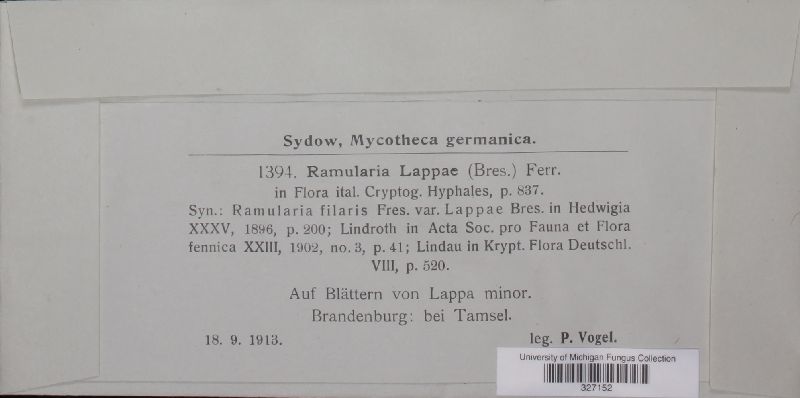 Sydow, Mycotheca germanica.
1394. Ramularia Lappae (Bres.) Ferr.
in Flora ital. Cryptog. Hyphales, p. 837.
Syn.: Ramularia filaris Fres. var. Lappae Bres. in Hedwigia
XXXV, 1896, p. 200; Lindroth in Acta Soc. pro Fauna et Flora
fennica XXIII, 1902, no. 3, p. 41; Lindau in Krypt. Flora Deutschl.
VIII, p. 520.
Auf Blättern von Lappa minor.
Brandenburg: bei Tamsel.
18. 9. 1913. leg. P. Vogel.
University of Michigan Fungus Collection
327152